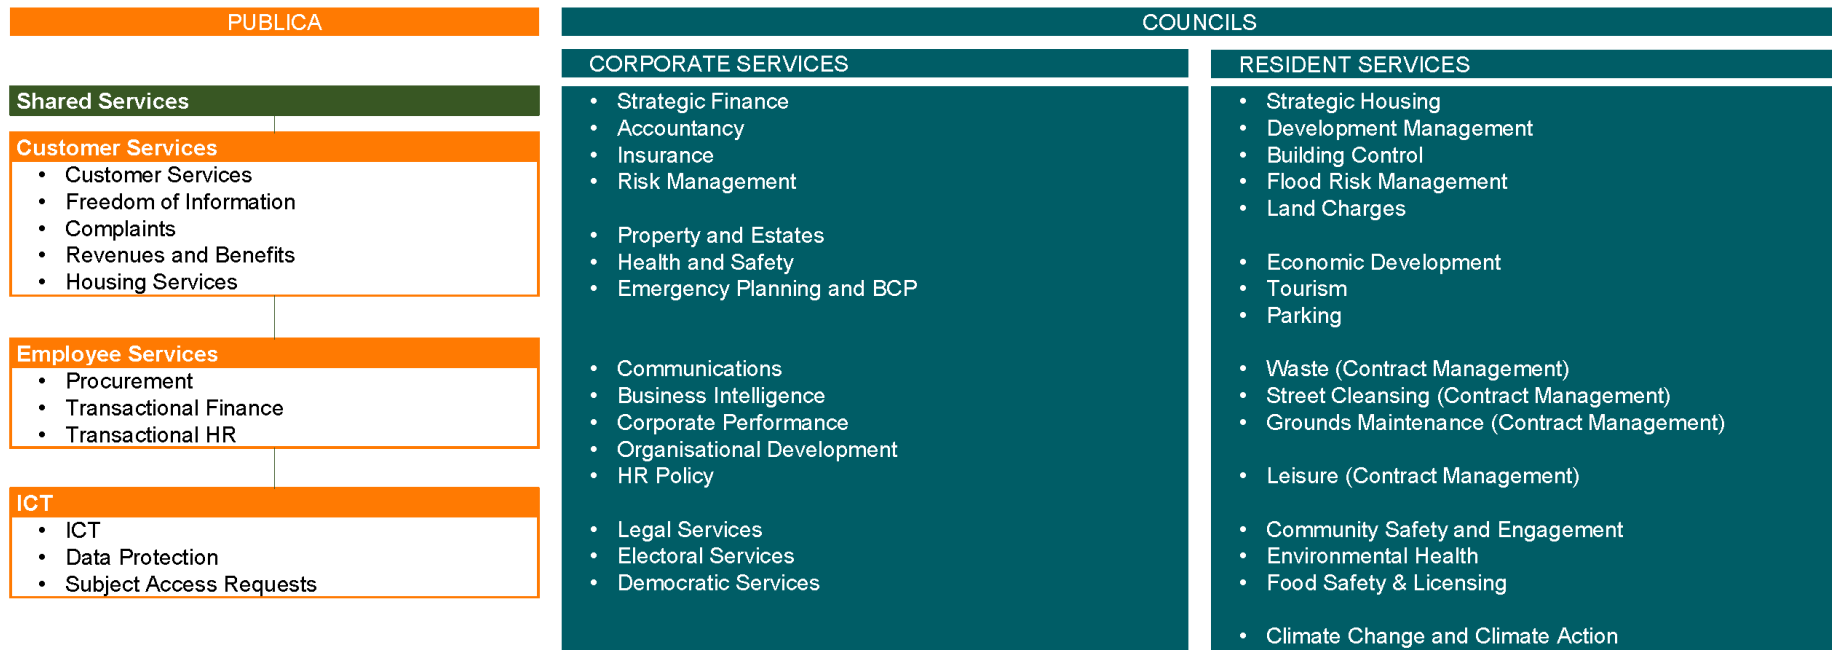 PUBLICA
COUNCILS
Shared Services
Customer Services
• Customer Services
• Freedom of Information
• Complaints
• Revenues and Benefits
• Housing Services
Employee Services
• Procurement
• Transactional Finance
• Transactional HR
ICT
• ICT
• Data Protection
• Subject Access Requests
CORPORATE SERVICES
• Strategic Finance
• Accountancy
• Insurance
• Risk Management
• Property and Estates
• Health and Safety
• Emergency Planning and BCP
• Communications
• Business Intelligence
• Corporate Performance
• Organisational Development
• HR Policy
• Legal Services
• Electoral Services
• Democratic Services
RESIDENT SERVICES
• Strategic Housing
• Development Management
• Building Control
• Flood Risk Management
• Land Charges
• Economic Development
• Tourism
• Parking
• Waste (Contract Management)
• Street Cleansing (Contract Management)
• Grounds Maintenance (Contract Management)
• Leisure (Contract Management)
• Community Safety and Engagement
• Environmental Health
• Food Safety & Licensing
• Climate Change and Climate Action